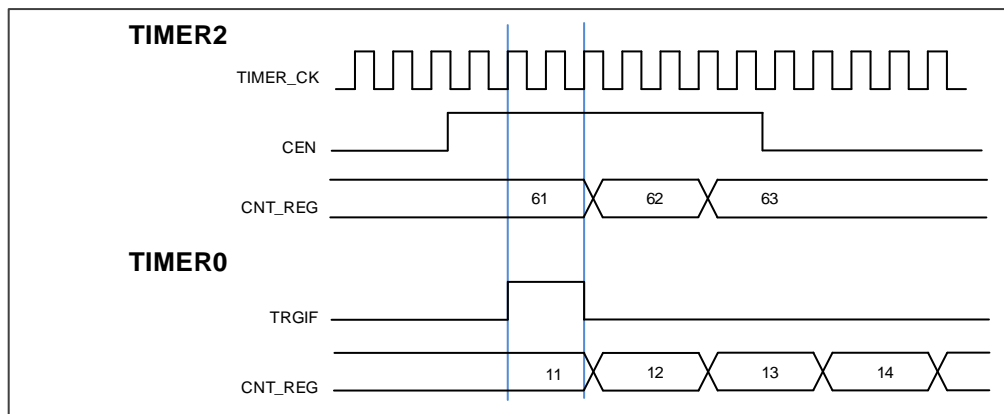 TIMER2
TIMER_CK
CEN
CNT_REG 61 62 63
TIMER0
TRGIF
CNT_REG 11 12 13 14